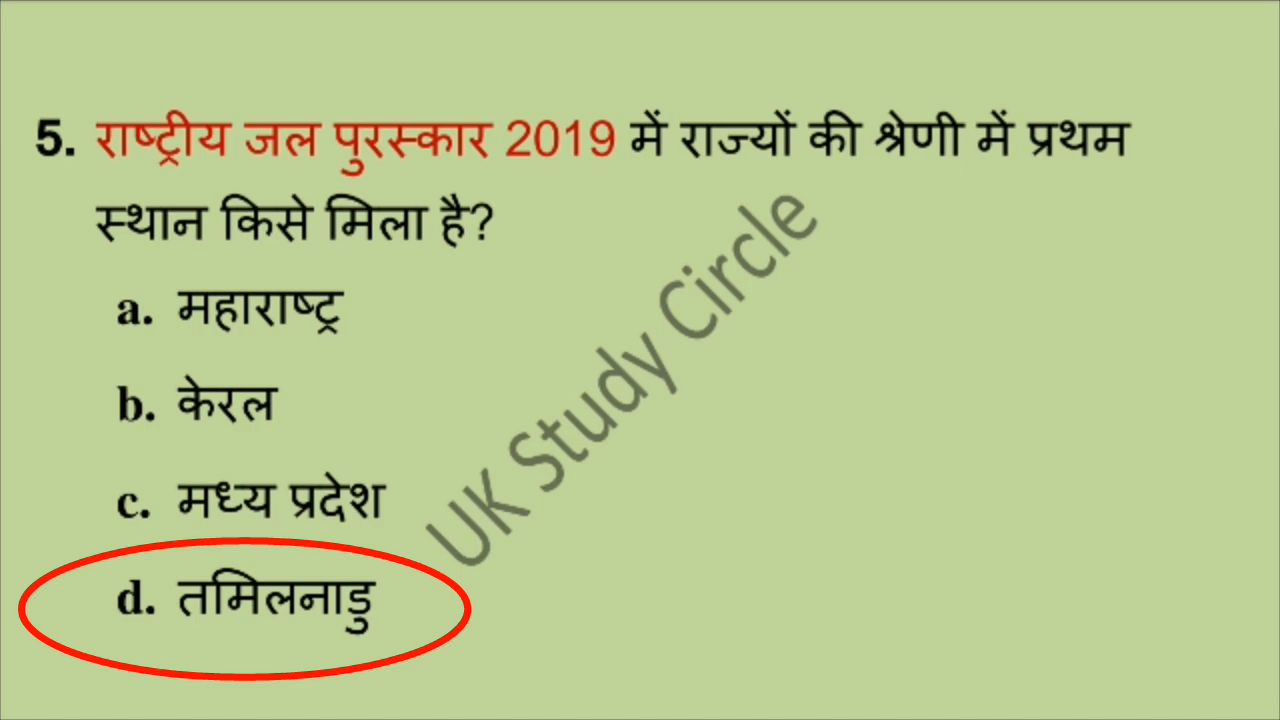 5. राष्ट्रीय जल पुरस्कार 2019 में राज्यों की श्रेणी में प्रथम
स्थान किसे मिला है?
a. महाराष्ट्र
b. केरल
c. मध्य प्रदेश
d. तमिलनाडु
UK Study Circle